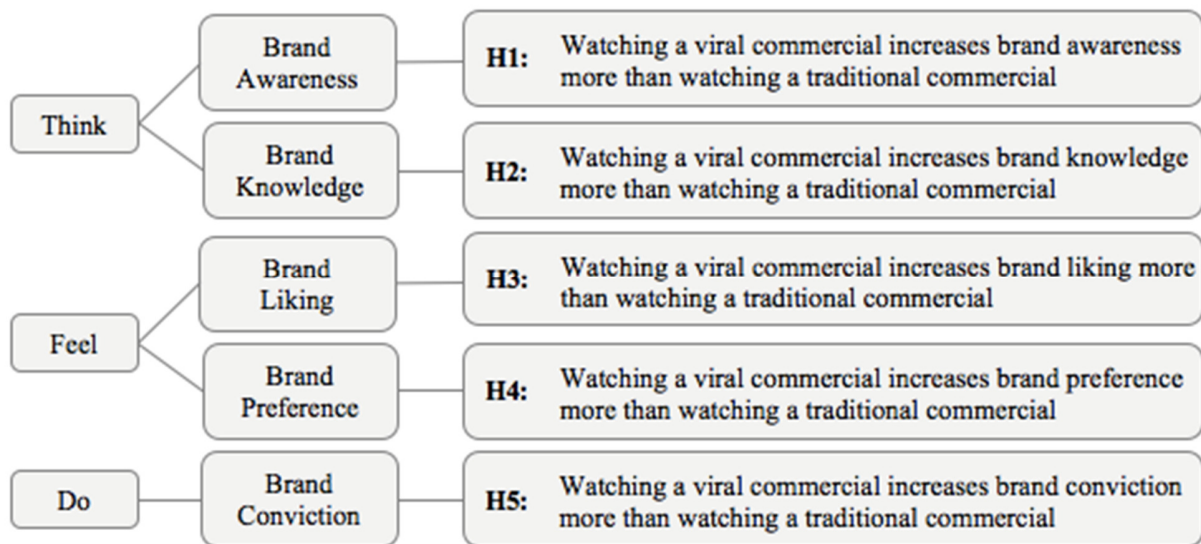 Think
Brand
Awareness
H1: Watching a viral commercial increases brand awareness
more than watching a traditional commercial
Brand
Knowledge
H2: Watching a viral commercial increases brand knowledge
more than watching a traditional commercial
Feel
Brand
Liking
H3: Watching a viral commercial increases brand liking more
than watching a traditional commercial
Brand
Preference
H4: Watching a viral commercial increases brand preference
more than watching a traditional commercial
Do
Brand
Conviction
H5: Watching a viral commercial increases brand conviction
more than watching a traditional commercial